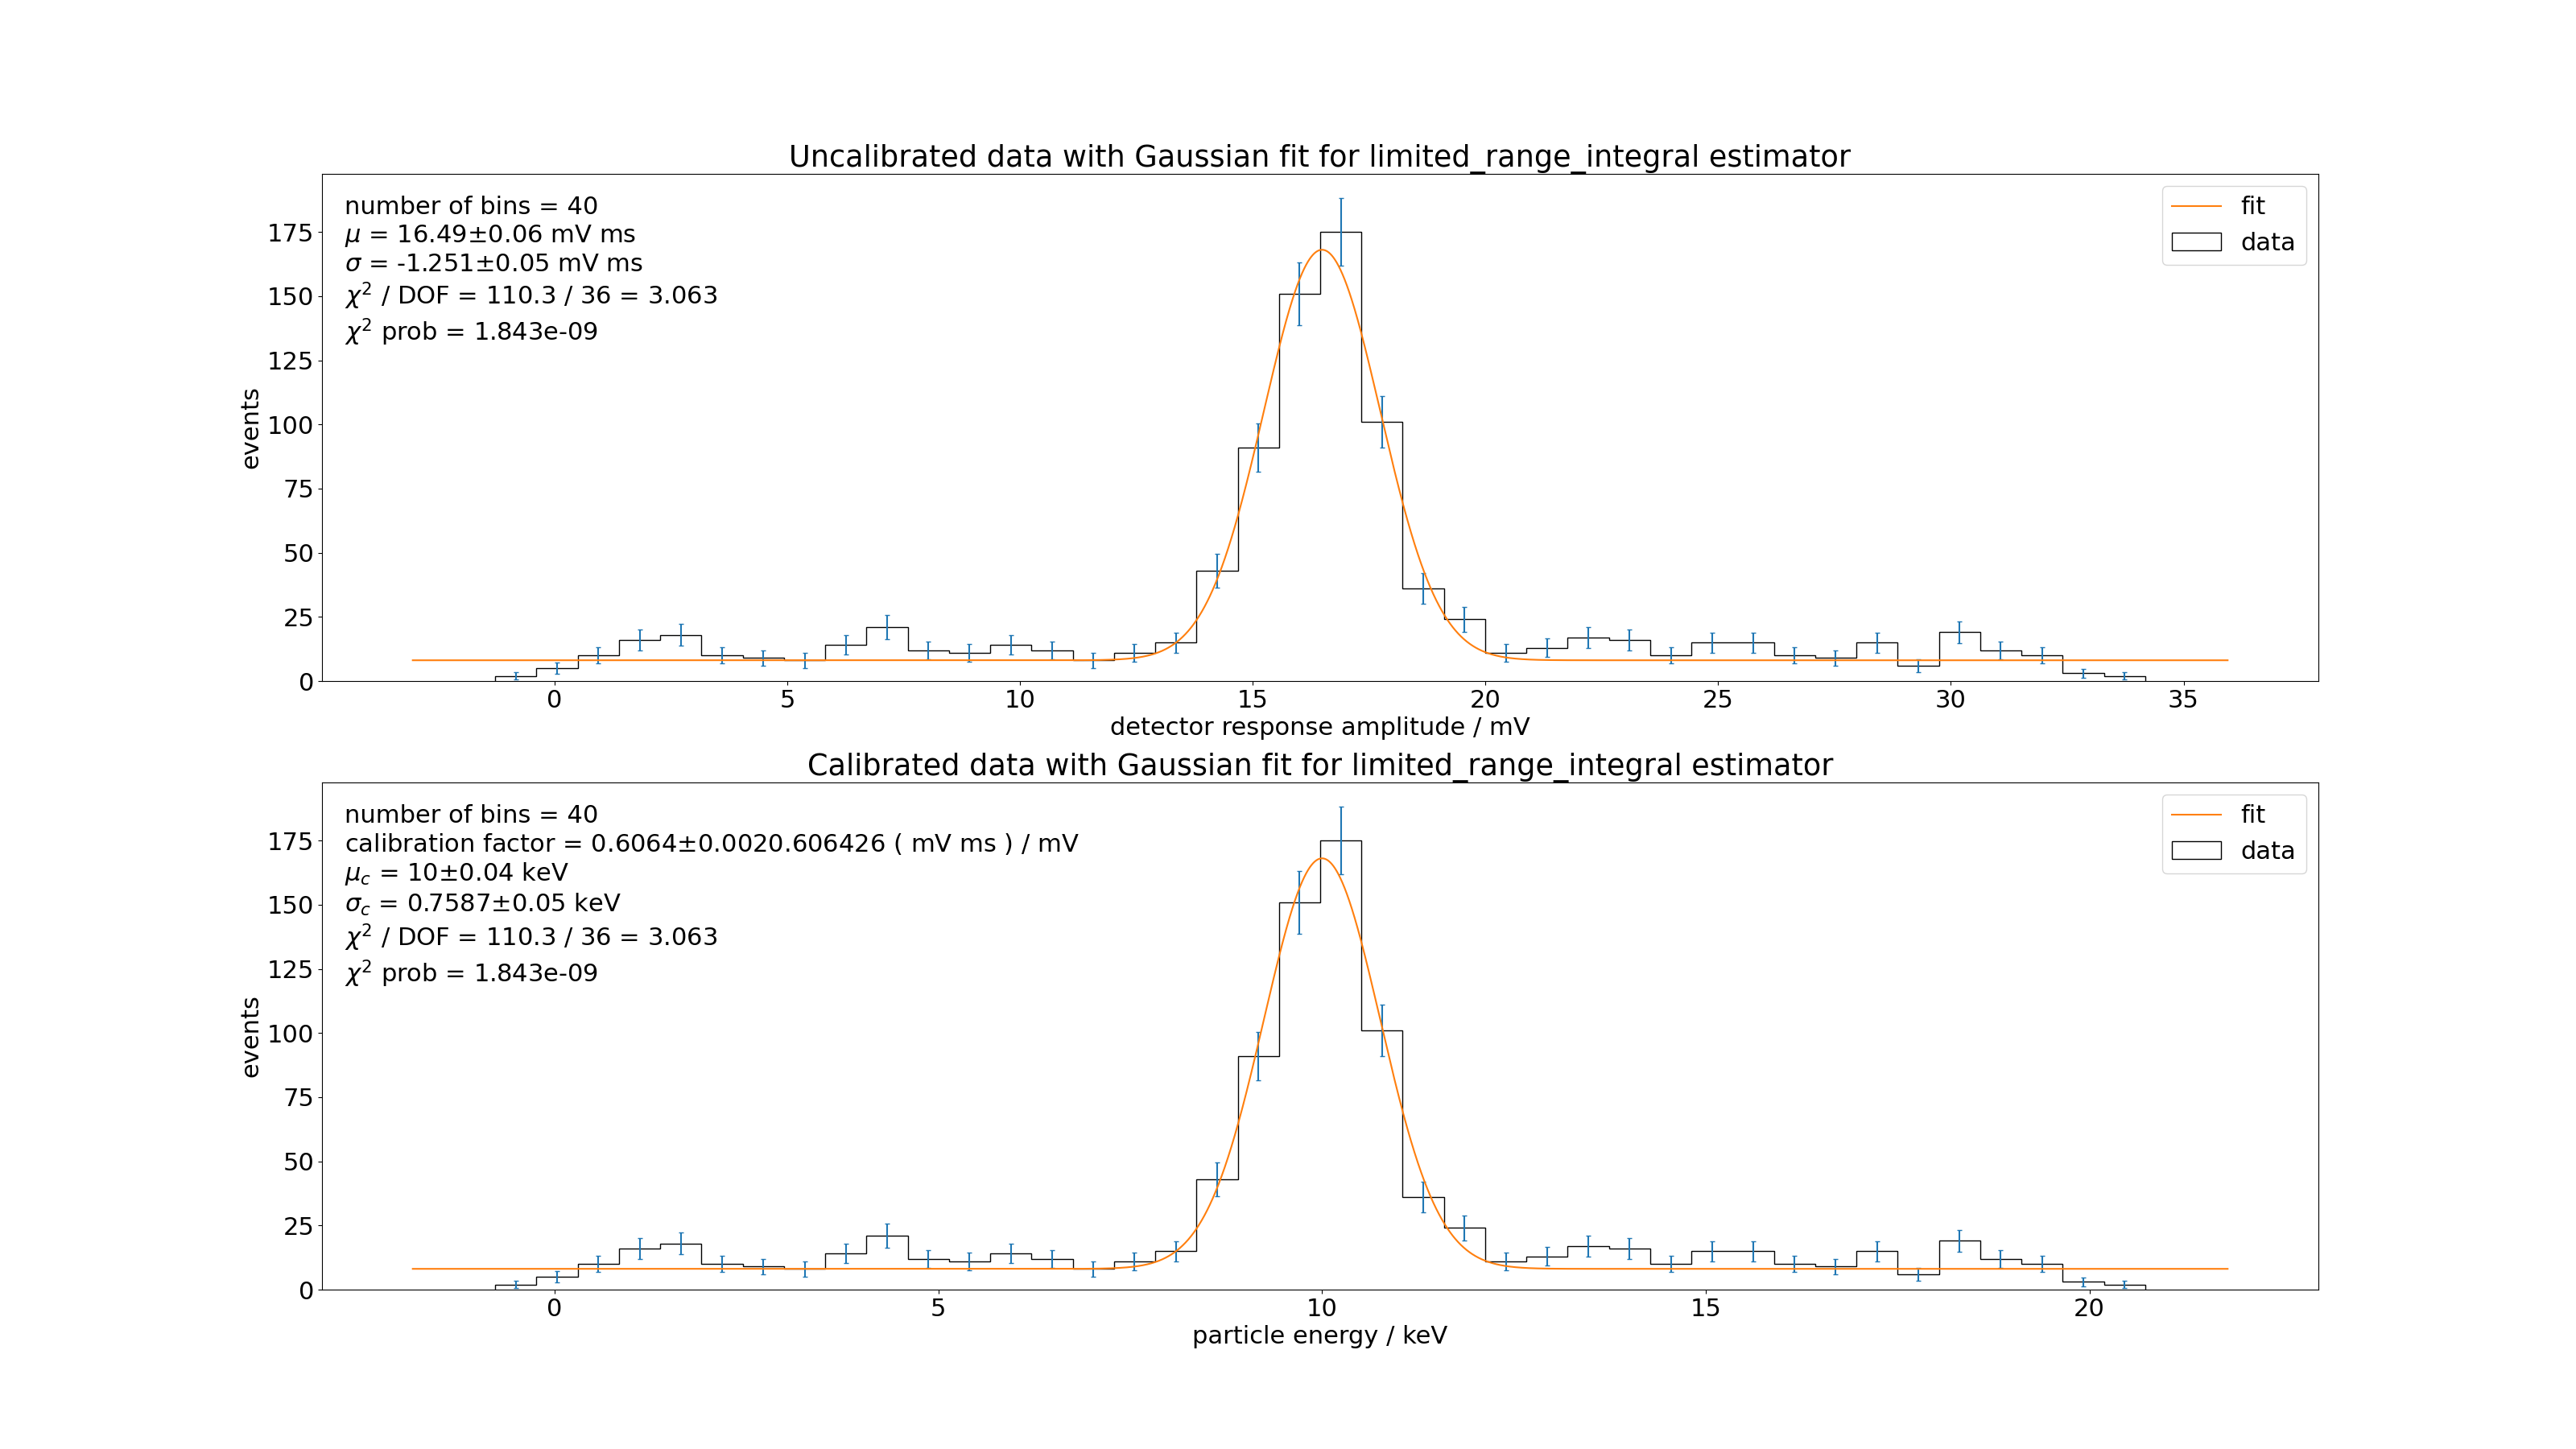 Uncalibrated data with Gaussian fit for limited_range_integral estimator
number of bins = 40
μ = 16.49±0.06 mV ms
σ = -1.251±0.05 mV ms
χ² / DOF = 110.3 / 36 = 3.063
χ² prob = 1.843e-09
fit
data
events
175
150
125
100
75
50
25
0
0 5 10 15 20 25 30 35
detector response amplitude / mV
Calibrated data with Gaussian fit for limited_range_integral estimator
number of bins = 40
calibration factor = 0.6064±0.0020.606426 ( mV ms ) / mV
μc = 10±0.04 keV
σc = 0.7587±0.05 keV
χ² / DOF = 110.3 / 36 = 3.063
χ² prob = 1.843e-09
fit
data
events
175
150
125
100
75
50
25
0
0 5 10 15 20
particle energy / keV